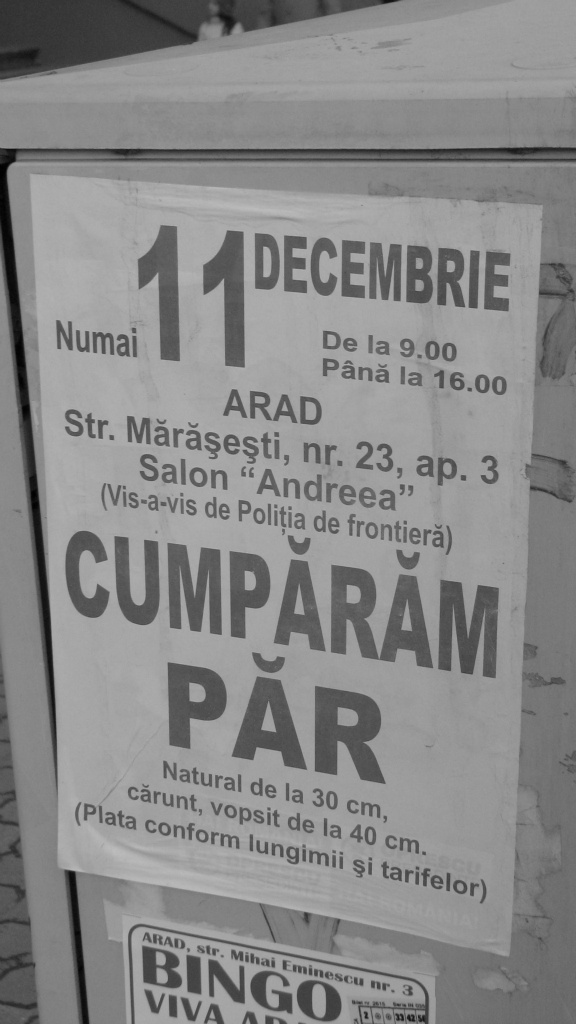 11 DECEMBRIE
Numai
De la 9.00
Până la 16.00
ARAD
Str. Mărăşeşti, nr. 23, ap. 3
Salon “Andreea”
(Vis-a-vis de Poliţia de frontieră)
CUMPĂRĂM
PĂR
Natural de la 30 cm,
cărunt, vopsit de la 40 cm.
(Plata conform lungimii şi tarifelor)
ARAD, str. Mihai Eminescu nr. 3
BINGO
VIVA